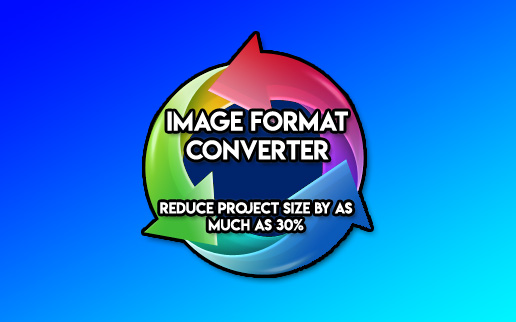 IMAGE FORMAT
CONVERTER
REDUCE PROJECT SIZE BY AS
MUCH AS 30%